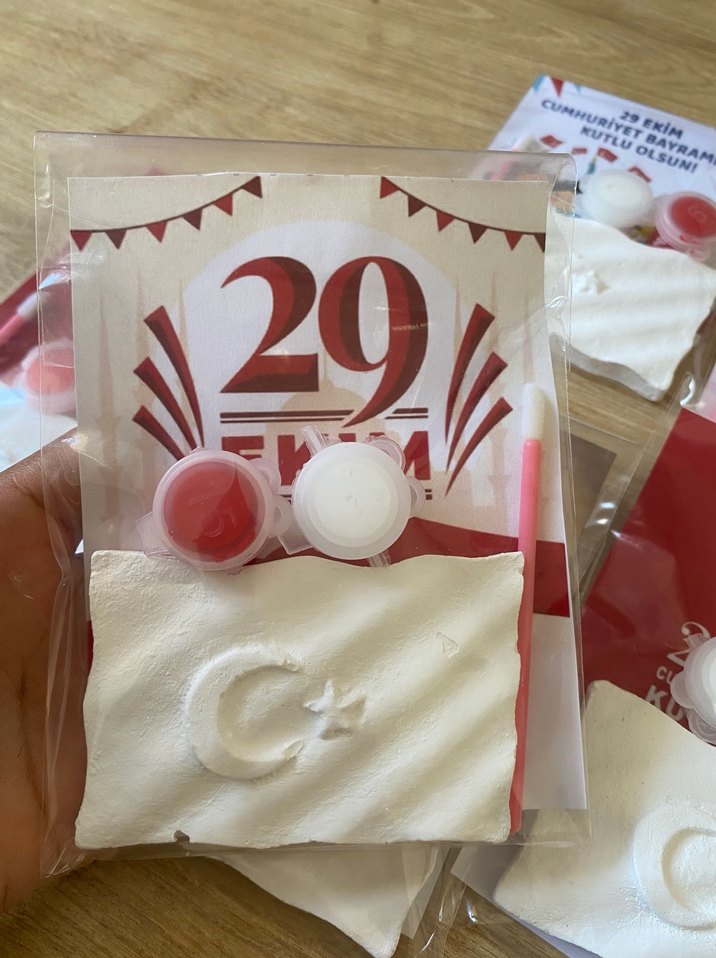 29
EKİM
29 EKİM
CUMHURİYET BAYRAMI
KUTLU OLSUN!